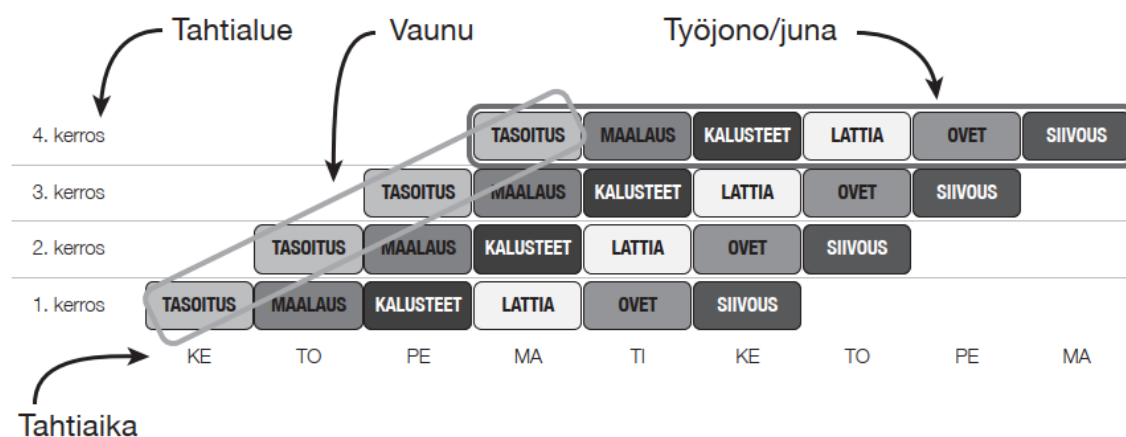 Tahtialue Vaunu Työjono/juna
4. kerros TASOITUS MAALAUS KALUSTEET LATTIA OVET SIIVOUS
3. kerros TASOITUS MAALAUS KALUSTEET LATTIA OVET SIIVOUS
2. kerros TASOITUS MAALAUS KALUSTEET LATTIA OVET SIIVOUS
1. kerros TASOITUS MAALAUS KALUSTEET LATTIA OVET SIIVOUS
KE TO PE MA TI KE TO PE MA
Tahtiaika